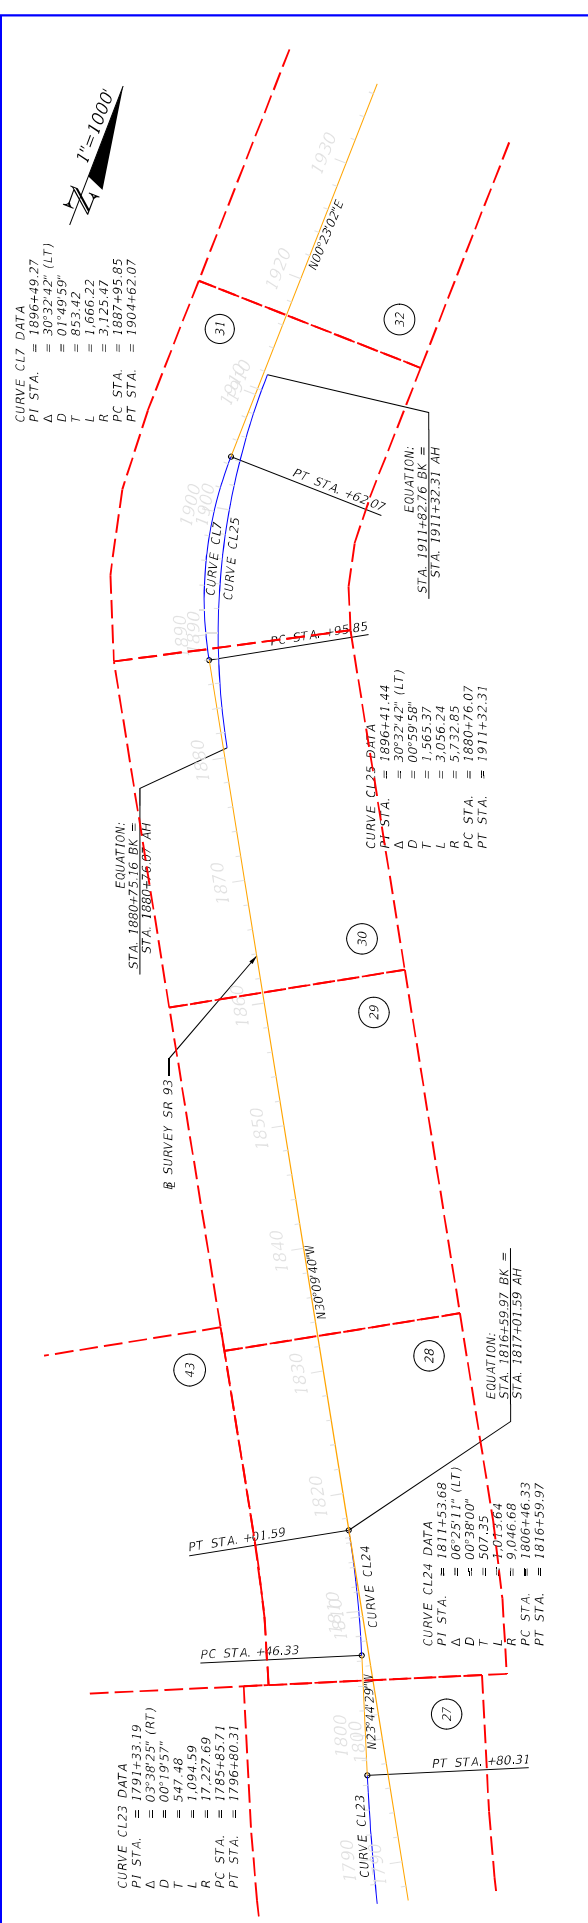 1"=1000'
N
CURVE CL7 DATA
PI STA. = 1896+49.27
Δ = 30°32'42" (LT)
D = 01°49'59"
T = 853.42
L = 1,666.22
R = 3,125.47
PC STA. = 1887+95.85
PT STA. = 1904+62.07
1930
N00°23'02"E
1920
31
32
1910
1910
PT STA. +62.07
EQUATION:
STA. 1911+82.76 BK =
STA. 1911+32.31 AH
1900
1900
CURVE CL7
CURVE CL25
1890
1890
PC STA. +95.85
1880
CURVE CL25 DATA
PI STA. = 1896+41.44
Δ = 30°32'42" (LT)
D = 00°59'58"
T = 1,565.37
L = 3,056.24
R = 5,732.85
PC STA. = 1880+76.07
PT STA. = 1911+32.31
EQUATION:
STA. 1880+75.16 BK =
STA. 1880+76.07 AH
1870
30
29
1860
BL SURVEY SR 93
1850
1840
N30°09'40"W
1830
43
28
EQUATION:
STA. 1816+59.97 BK =
STA. 1817+01.59 AH
1820
PT STA. +01.59
CURVE CL24
CURVE CL24 DATA
PI STA. = 1811+53.68
Δ = 06°25'11" (LT)
D = 00°38'00"
T = 507.35
L = 1,013.64
R = 9,046.68
PC STA. = 1806+46.33
PT STA. = 1816+59.97
1810
1810
PC STA. +46.33
N23°44'29"W
27
1800
1800
PT STA. +80.31
CURVE CL23 DATA
PI STA. = 1791+33.19
Δ = 03°38'25" (RT)
D = 00°19'57"
T = 547.48
L = 1,094.59
R = 17,227.69
PC STA. = 1785+85.71
PT STA. = 1796+80.31
CURVE CL23
1790
1790